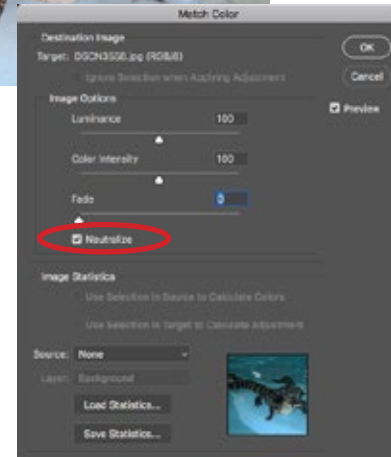 Match Color
Destination Image
Target: DSCN3558.jpg (RGB/8)
Ignore Selection when Applying Adjustment
OK
Cancel
Preview
Image Options
Luminance 100
Color Intensity 100
Fade 0
Neutralize
Image Statistics
Use Selection in Source to Calculate Colors
Use Selection in Target to Calculate Adjustment
Source: None
Layer: Background
Load Statistics...
Save Statistics...